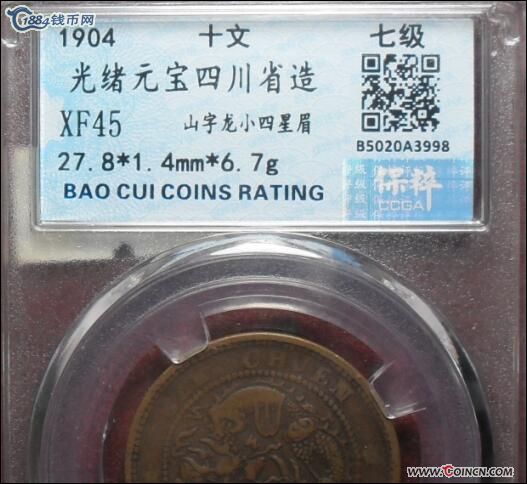 1884钱币网
1904 十文 七级
光绪元宝四川省造
XF45 山字龙小四星眉
B5020A3998
27.8*1.4mm*6.7g
BAO CUI COINS RATING
保粹
CCGA
CHUEN
www.COINCN.com